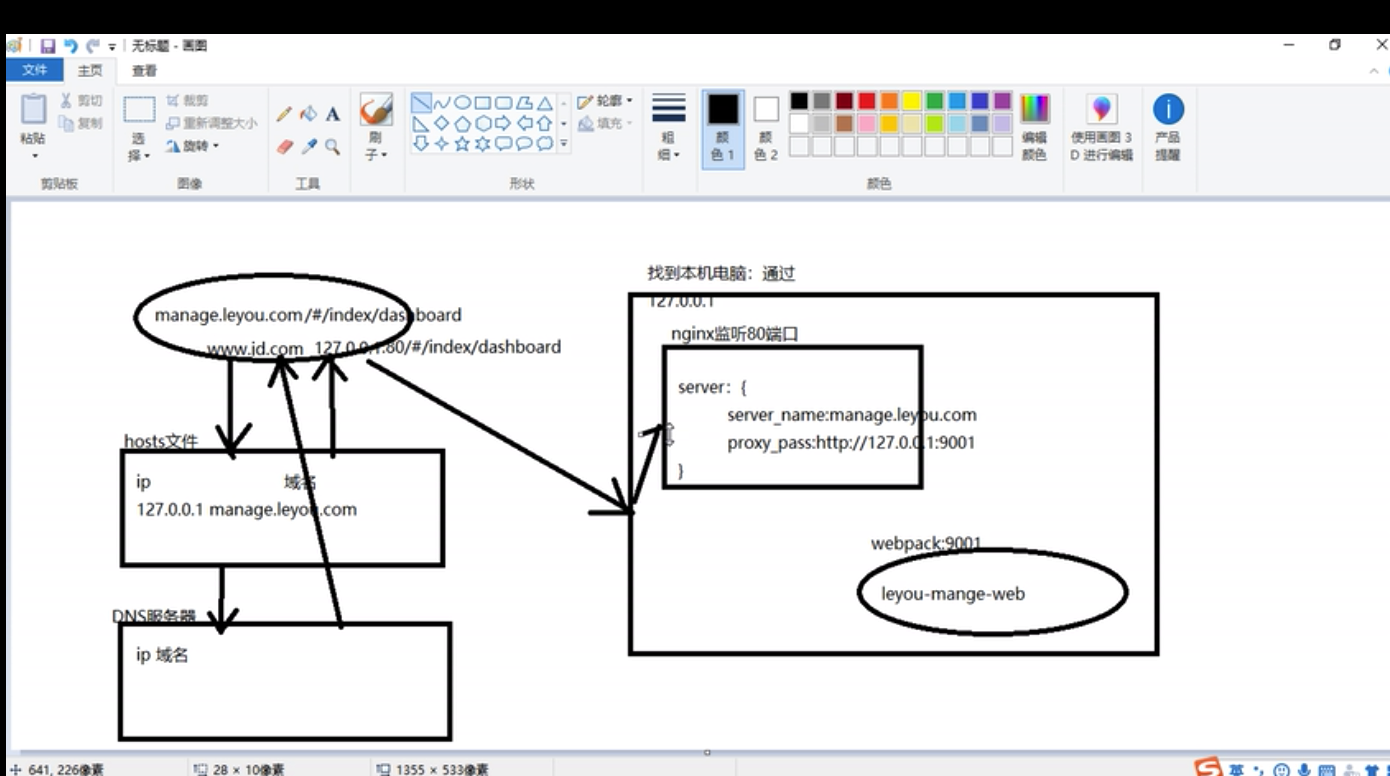 无标题 - 画图
文件 主页 查看
粘贴
剪切
复制
剪贴板
选择
裁剪
重新调整大小
旋转
图像
工具
刷子
形状
轮廓
填充
粗细
颜色 1
颜色 2
颜色
编辑颜色
使用画图 3D 进行编辑
产品提醒
manage.leyou.com/#/index/dashboard
www.jd.com 127.0.0.1:80/#/index/dashboard
hosts文件
ip 域名
127.0.0.1 manage.leyou.com
DNS服务器
ip 域名
找到本机电脑：通过
127.0.0.1
nginx监听80端口
server：{
server_name:manage.leyou.com
proxy_pass:http://127.0.0.1:9001
}
webpack:9001
leyou-mange-web
641, 226像素
28 × 10像素
1355 × 533像素
英